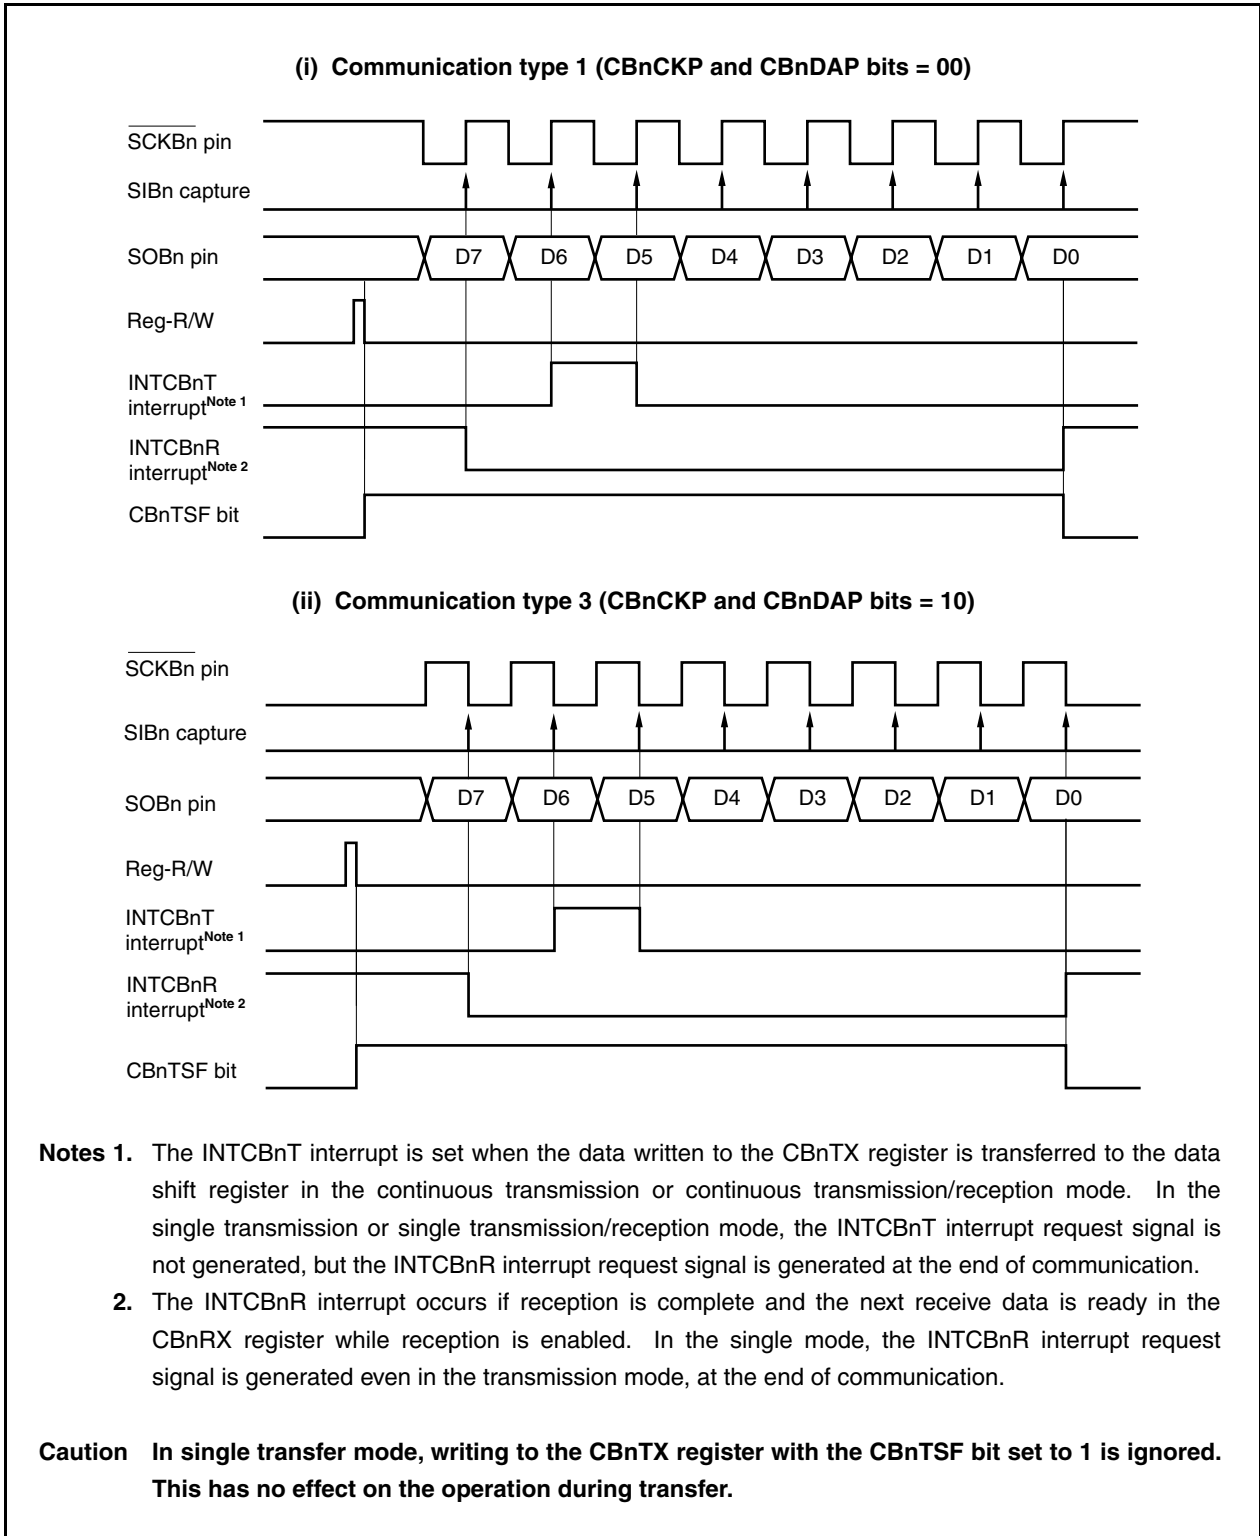 (i) Communication type 1 (CBnCKP and CBnDAP bits = 00)
SCKBn pin
SIBn capture
SOBn pin D7 D6 D5 D4 D3 D2 D1 D0
Reg-R/W
INTCBnT
interruptNote 1
INTCBnR
interruptNote 2
CBnTSF bit
(ii) Communication type 3 (CBnCKP and CBnDAP bits = 10)
SCKBn pin
SIBn capture
SOBn pin D7 D6 D5 D4 D3 D2 D1 D0
Reg-R/W
INTCBnT
interruptNote 1
INTCBnR
interruptNote 2
CBnTSF bit
Notes 1. The INTCBnT interrupt is set when the data written to the CBnTX register is transferred to the data
shift register in the continuous transmission or continuous transmission/reception mode. In the
single transmission or single transmission/reception mode, the INTCBnT interrupt request signal is
not generated, but the INTCBnR interrupt request signal is generated at the end of communication.
2. The INTCBnR interrupt occurs if reception is complete and the next receive data is ready in the
CBnRX register while reception is enabled. In the single mode, the INTCBnR interrupt request
signal is generated even in the transmission mode, at the end of communication.
Caution In single transfer mode, writing to the CBnTX register with the CBnTSF bit set to 1 is ignored.
This has no effect on the operation during transfer.